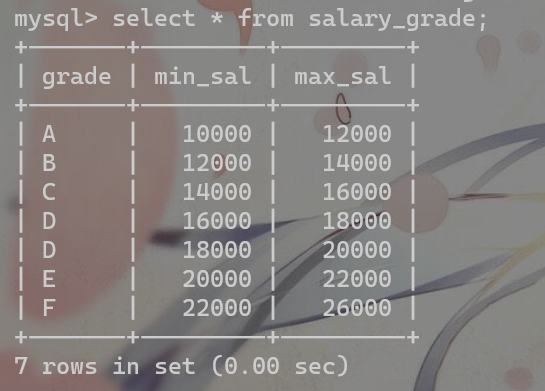 mysql> select * from salary_grade;
+-------+---------+---------+
| grade | min_sal | max_sal |
+-------+---------+---------+
| A     |   10000 |   12000 |
| B     |   12000 |   14000 |
| C     |   14000 |   16000 |
| D     |   16000 |   18000 |
| D     |   18000 |   20000 |
| E     |   20000 |   22000 |
| F     |   22000 |   26000 |
+-------+---------+---------+
7 rows in set (0.00 sec)